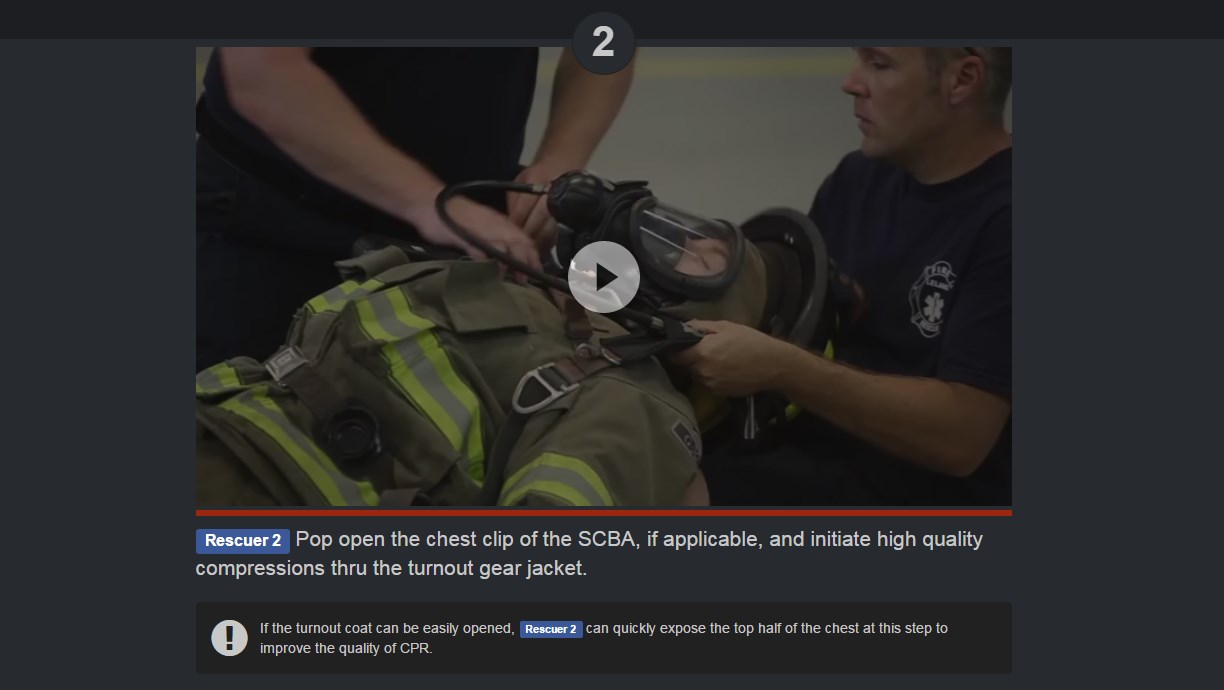 2
FIRE
Rescuer 2 Pop open the chest clip of the SCBA, if applicable, and initiate high quality
compressions thru the turnout gear jacket.
If the turnout coat can be easily opened, Rescuer 2 can quickly expose the top half of the chest at this step to
improve the quality of CPR.